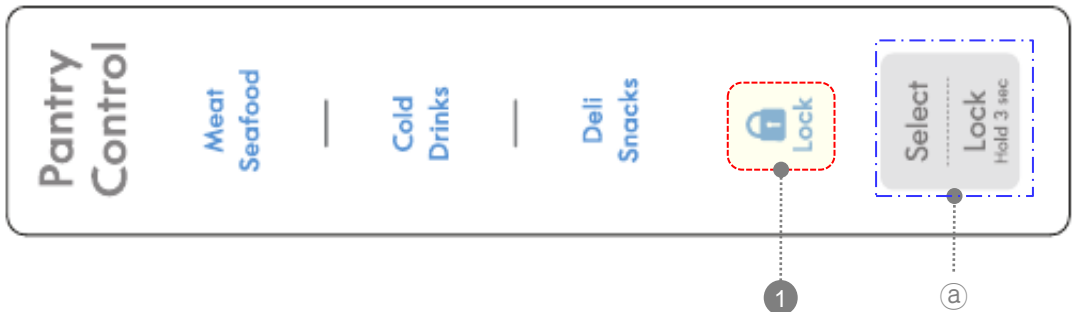 Pantry
Control
Meat
Seafood
Cold
Drinks
Deli
Snacks
Lock
Select
Lock
Hold 3 sec
1
ⓐ